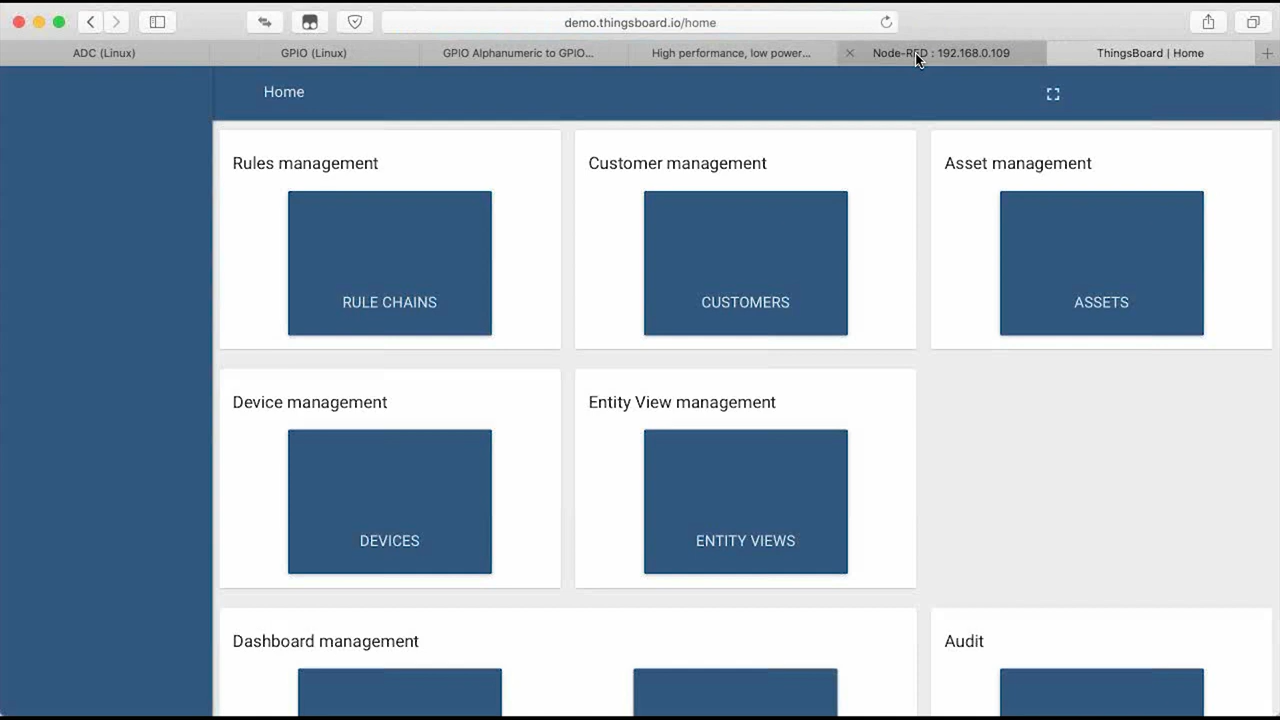 demo.thingsboard.io/home
ADC (Linux)
GPIO (Linux)
GPIO Alphanumeric to GPIO...
High performance, low power...
Node-RED : 192.168.0.109
ThingsBoard | Home
Home
Rules management
Customer management
Asset management
RULE CHAINS
CUSTOMERS
ASSETS
Device management
Entity View management
DEVICES
ENTITY VIEWS
Dashboard management
Audit